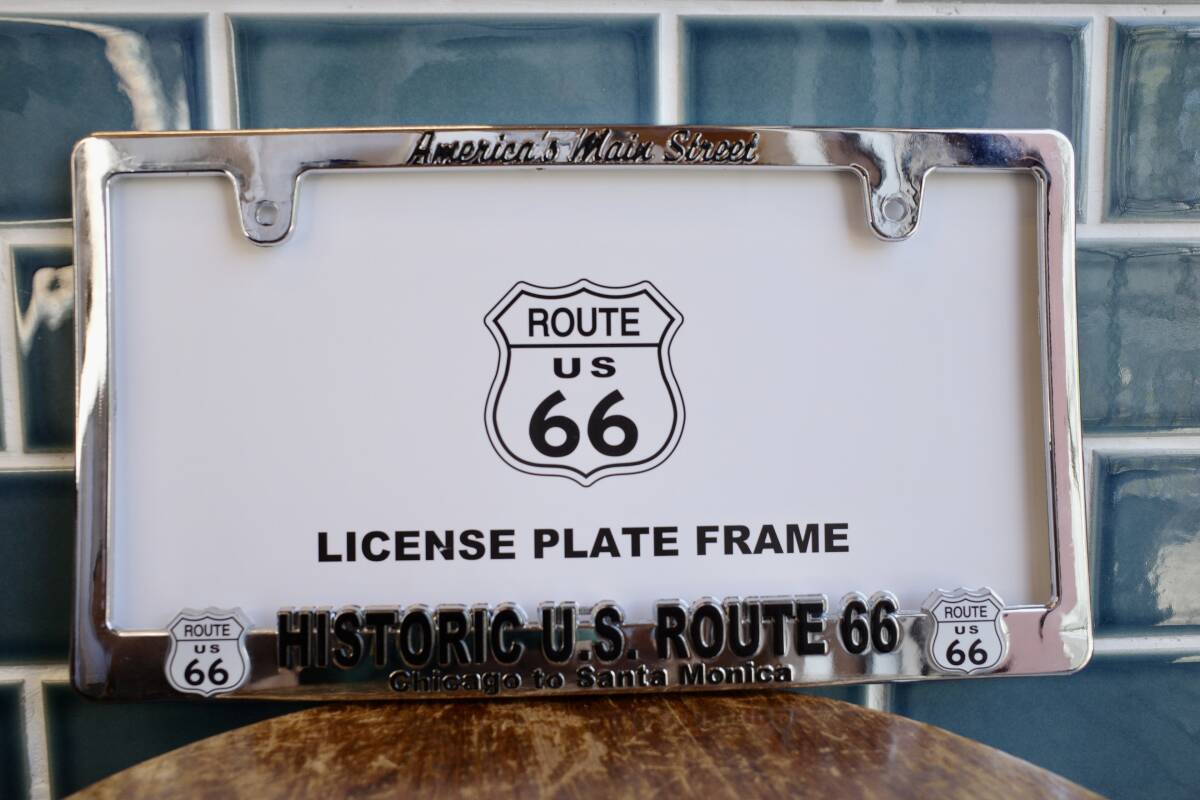 America's Main Street
ROUTE
US
66
LICENSE PLATE FRAME
ROUTE
US
66
HISTORIC U.S. ROUTE 66
Chicago to Santa Monica
ROUTE
US
66